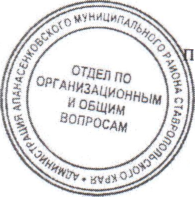 АДМИНИСТРАЦИЯ АПАНАСЕНКОВСКОГО МУНИЦИПАЛЬНОГО РАЙОНА СТАВРОПОЛЬСКОГО КРАЯ *
ОТДЕЛ ПО
ОРГАНИЗАЦИОННЫМ
И ОБЩИМ
ВОПРОСАМ
П